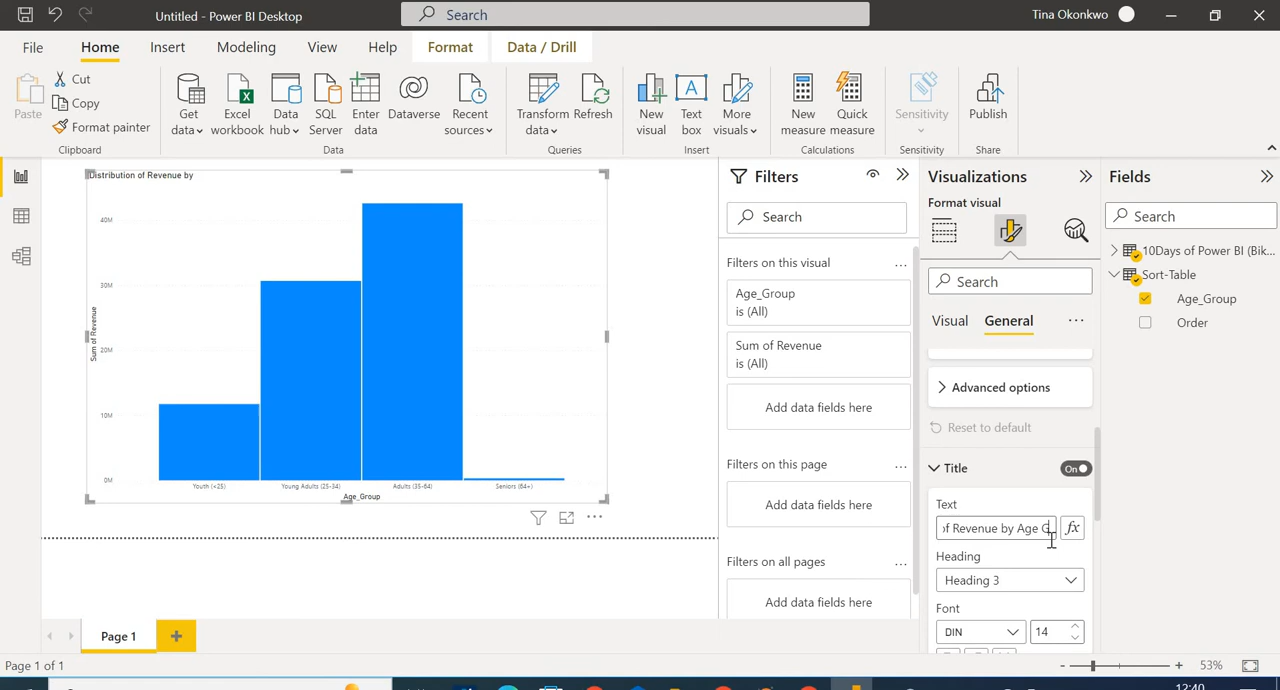 Untitled - Power BI Desktop
Search
Tina Okonkwo
File
Home
Insert
Modeling
View
Help
Format
Data / Drill
Paste
Cut
Copy
Format painter
Clipboard
Get data
Excel workbook
Data hub
SQL Server
Enter data
Dataverse
Recent sources
Data
Transform data
Refresh
Queries
New visual
Text box
More visuals
Insert
New measure
Quick measure
Calculations
Sensitivity
Sensitivity
Publish
Share
Distribution of Revenue by
40M
30M
20M
10M
0M
Sum of Revenue
Youth (<25)
Young Adults (25-34)
Adults (35-64)
Seniors (64+)
Age_Group
Filters
Search
Filters on this visual
...
Age_Group
is (All)
Sum of Revenue
is (All)
Add data fields here
Filters on this page
...
Add data fields here
Filters on all pages
...
Add data fields here
Visualizations
Format visual
Search
Visual
General
...
Advanced options
Reset to default
Title
On
Text
of Revenue by Age G
fx
Heading
Heading 3
Font
DIN
14
Fields
Search
10Days of Power BI (Bik...
Sort-Table
Age_Group
Order
Page 1
Page 1 of 1
- + 53%
12:40